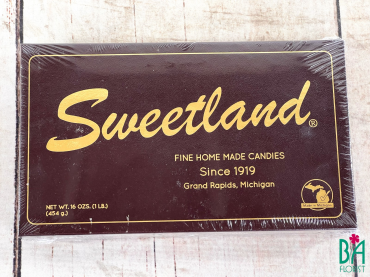 Sweetland®
FINE HOME MADE CANDIES
Since 1919
Grand Rapids, Michigan
NET WT. 16 OZS. (1 LB.)
(454 g.)
BA
FLORIST